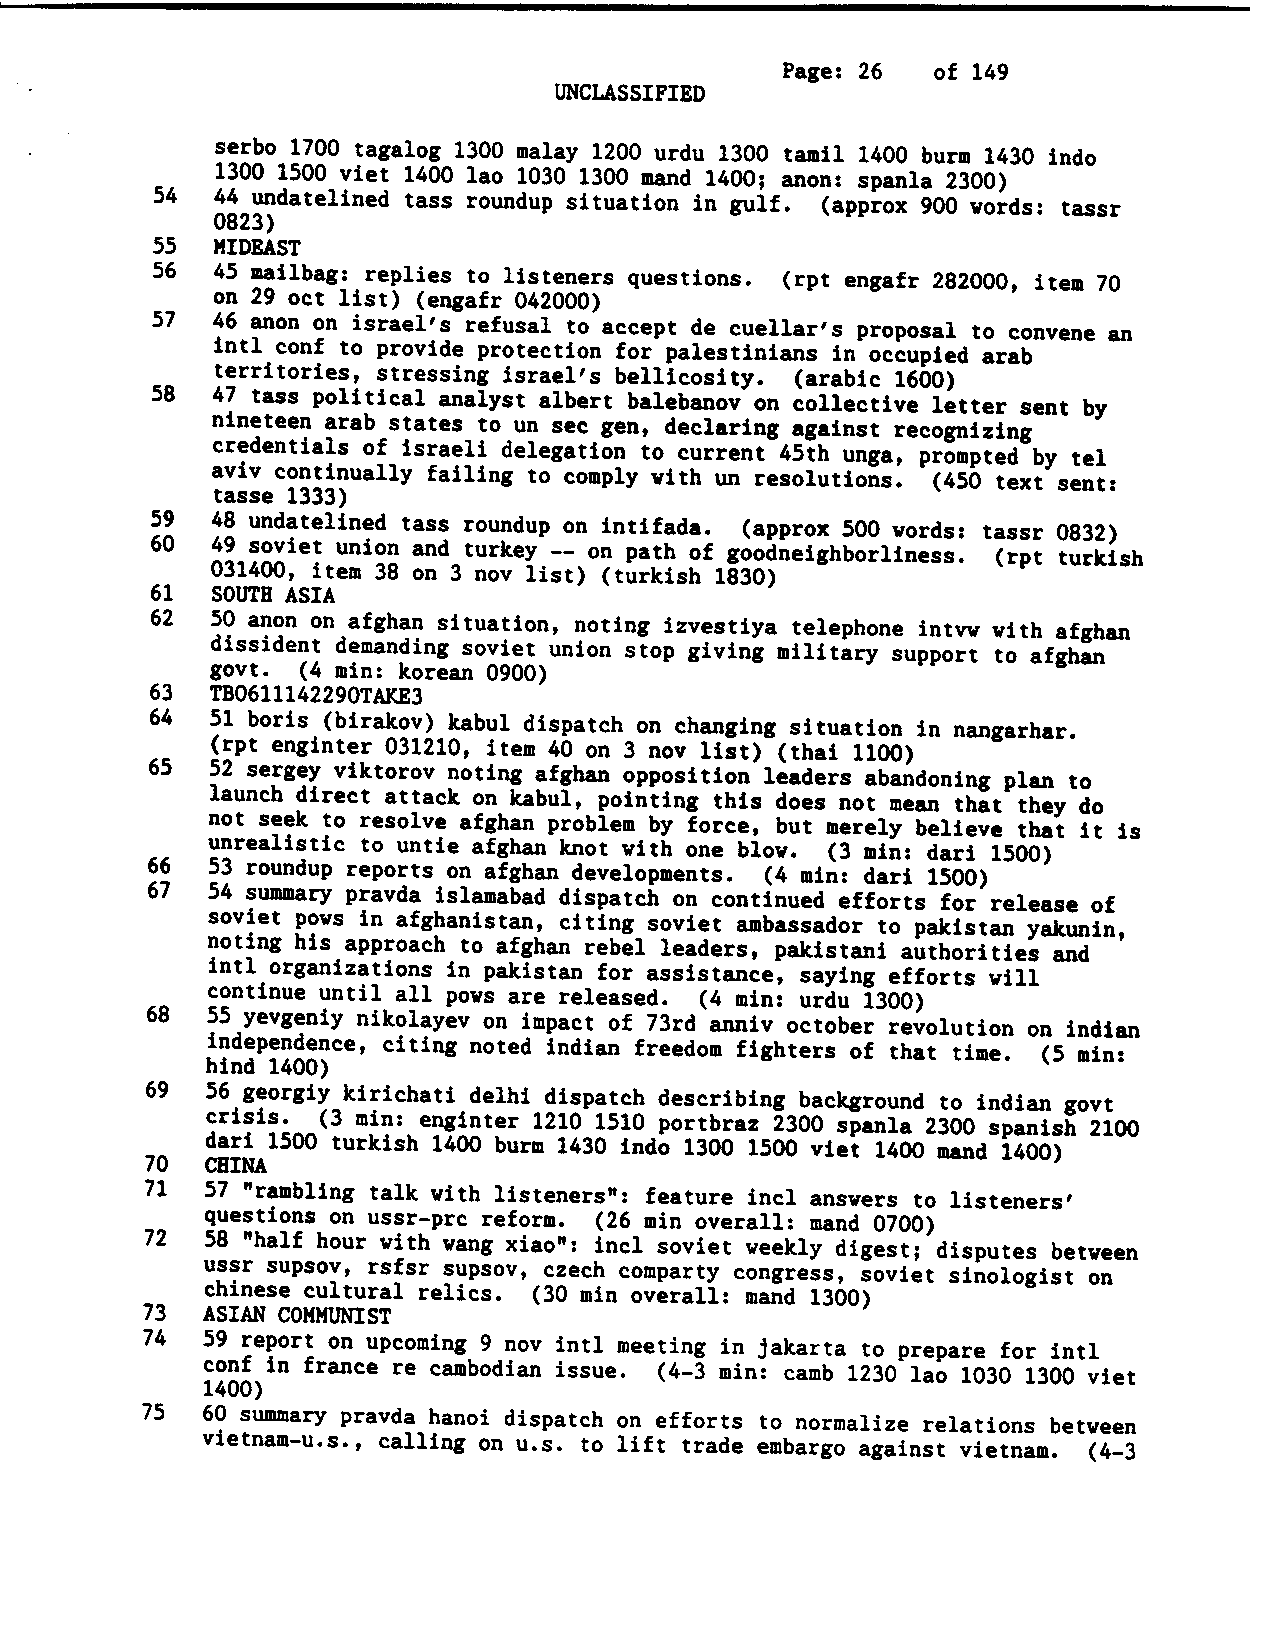 Page: 26 of 149
UNCLASSIFIED
serbo 1700 tagalog 1300 malay 1200 urdu 1300 tamil 1400 burm 1430 indo
1300 1500 viet 1400 lao 1030 1300 mand 1400; anon: spanla 2300)
54 44 undatelined tass roundup situation in gulf. (approx 900 words: tassr
0823)
55 MIDEAST
56 45 mailbag: replies to listeners questions. (rpt engafr 282000, item 70
on 29 oct list) (engafr 042000)
57 46 anon on israel's refusal to accept de cuellar's proposal to convene an
intl conf to provide protection for palestinians in occupied arab
territories, stressing israel's bellicosity. (arabic 1600)
58 47 tass political analyst albert balebanov on collective letter sent by
nineteen arab states to un sec gen, declaring against recognizing
credentials of israeli delegation to current 45th unga, prompted by tel
aviv continually failing to comply with un resolutions. (450 text sent:
tasse 1333)
59 48 undatelined tass roundup on intifada. (approx 500 words: tassr 0832)
60 49 soviet union and turkey -- on path of goodneighborliness. (rpt turkish
031400, item 38 on 3 nov list) (turkish 1830)
61 SOUTH ASIA
62 50 anon on afghan situation, noting izvestiya telephone intvw with afghan
dissident demanding soviet union stop giving military support to afghan
govt. (4 min: korean 0900)
63 TB0611142290TAKE3
64 51 boris (birakov) kabul dispatch on changing situation in nangarhar.
(rpt enginter 031210, item 40 on 3 nov list) (thai 1100)
65 52 sergey viktorov noting afghan opposition leaders abandoning plan to
launch direct attack on kabul, pointing this does not mean that they do
not seek to resolve afghan problem by force, but merely believe that it is
unrealistic to untie afghan knot with one blow. (3 min: dari 1500)
66 53 roundup reports on afghan developments. (4 min: dari 1500)
67 54 summary pravda islamabad dispatch on continued efforts for release of
soviet pows in afghanistan, citing soviet ambassador to pakistan yakunin,
noting his approach to afghan rebel leaders, pakistani authorities and
intl organizations in pakistan for assistance, saying efforts will
continue until all pows are released. (4 min: urdu 1300)
68 55 yevgeniy nikolayev on impact of 73rd anniv october revolution on indian
independence, citing noted indian freedom fighters of that time. (5 min:
hind 1400)
69 56 georgiy kirichati delhi dispatch describing background to indian govt
crisis. (3 min: enginter 1210 1510 portbraz 2300 spanla 2300 spanish 2100
dari 1500 turkish 1400 burm 1430 indo 1300 1500 viet 1400 mand 1400)
70 CHINA
71 57 "rambling talk with listeners": feature incl answers to listeners'
questions on ussr-prc reform. (26 min overall: mand 0700)
72 58 "half hour with wang xiao": incl soviet weekly digest; disputes between
ussr supsov, rsfsr supsov, czech comparty congress, soviet sinologist on
chinese cultural relics. (30 min overall: mand 1300)
73 ASIAN COMMUNIST
74 59 report on upcoming 9 nov intl meeting in jakarta to prepare for intl
conf in france re cambodian issue. (4-3 min: camb 1230 lao 1030 1300 viet
1400)
75 60 summary pravda hanoi dispatch on efforts to normalize relations between
vietnam-u.s., calling on u.s. to lift trade embargo against vietnam. (4-3